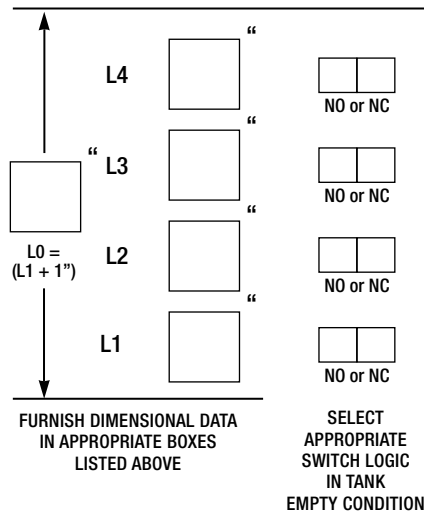 L4
“
NO or NC
“
L3
“
NO or NC
L0 =
(L1 + 1”)
L2
“
NO or NC
L1
“
NO or NC
FURNISH DIMENSIONAL DATA
IN APPROPRIATE BOXES
LISTED ABOVE
SELECT
APPROPRIATE
SWITCH LOGIC
IN TANK
EMPTY CONDITION